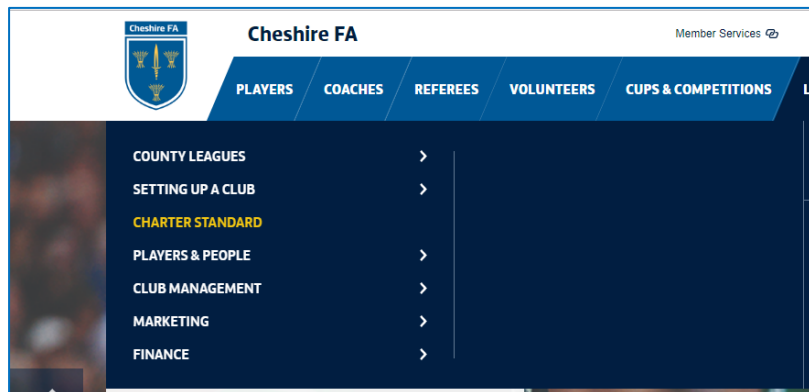 Cheshire FA
Cheshire FA
Member Services
PLAYERS
COACHES
REFEREES
VOLUNTEERS
CUPS & COMPETITIONS
L
COUNTY LEAGUES
SETTING UP A CLUB
CHARTER STANDARD
PLAYERS & PEOPLE
CLUB MANAGEMENT
MARKETING
FINANCE